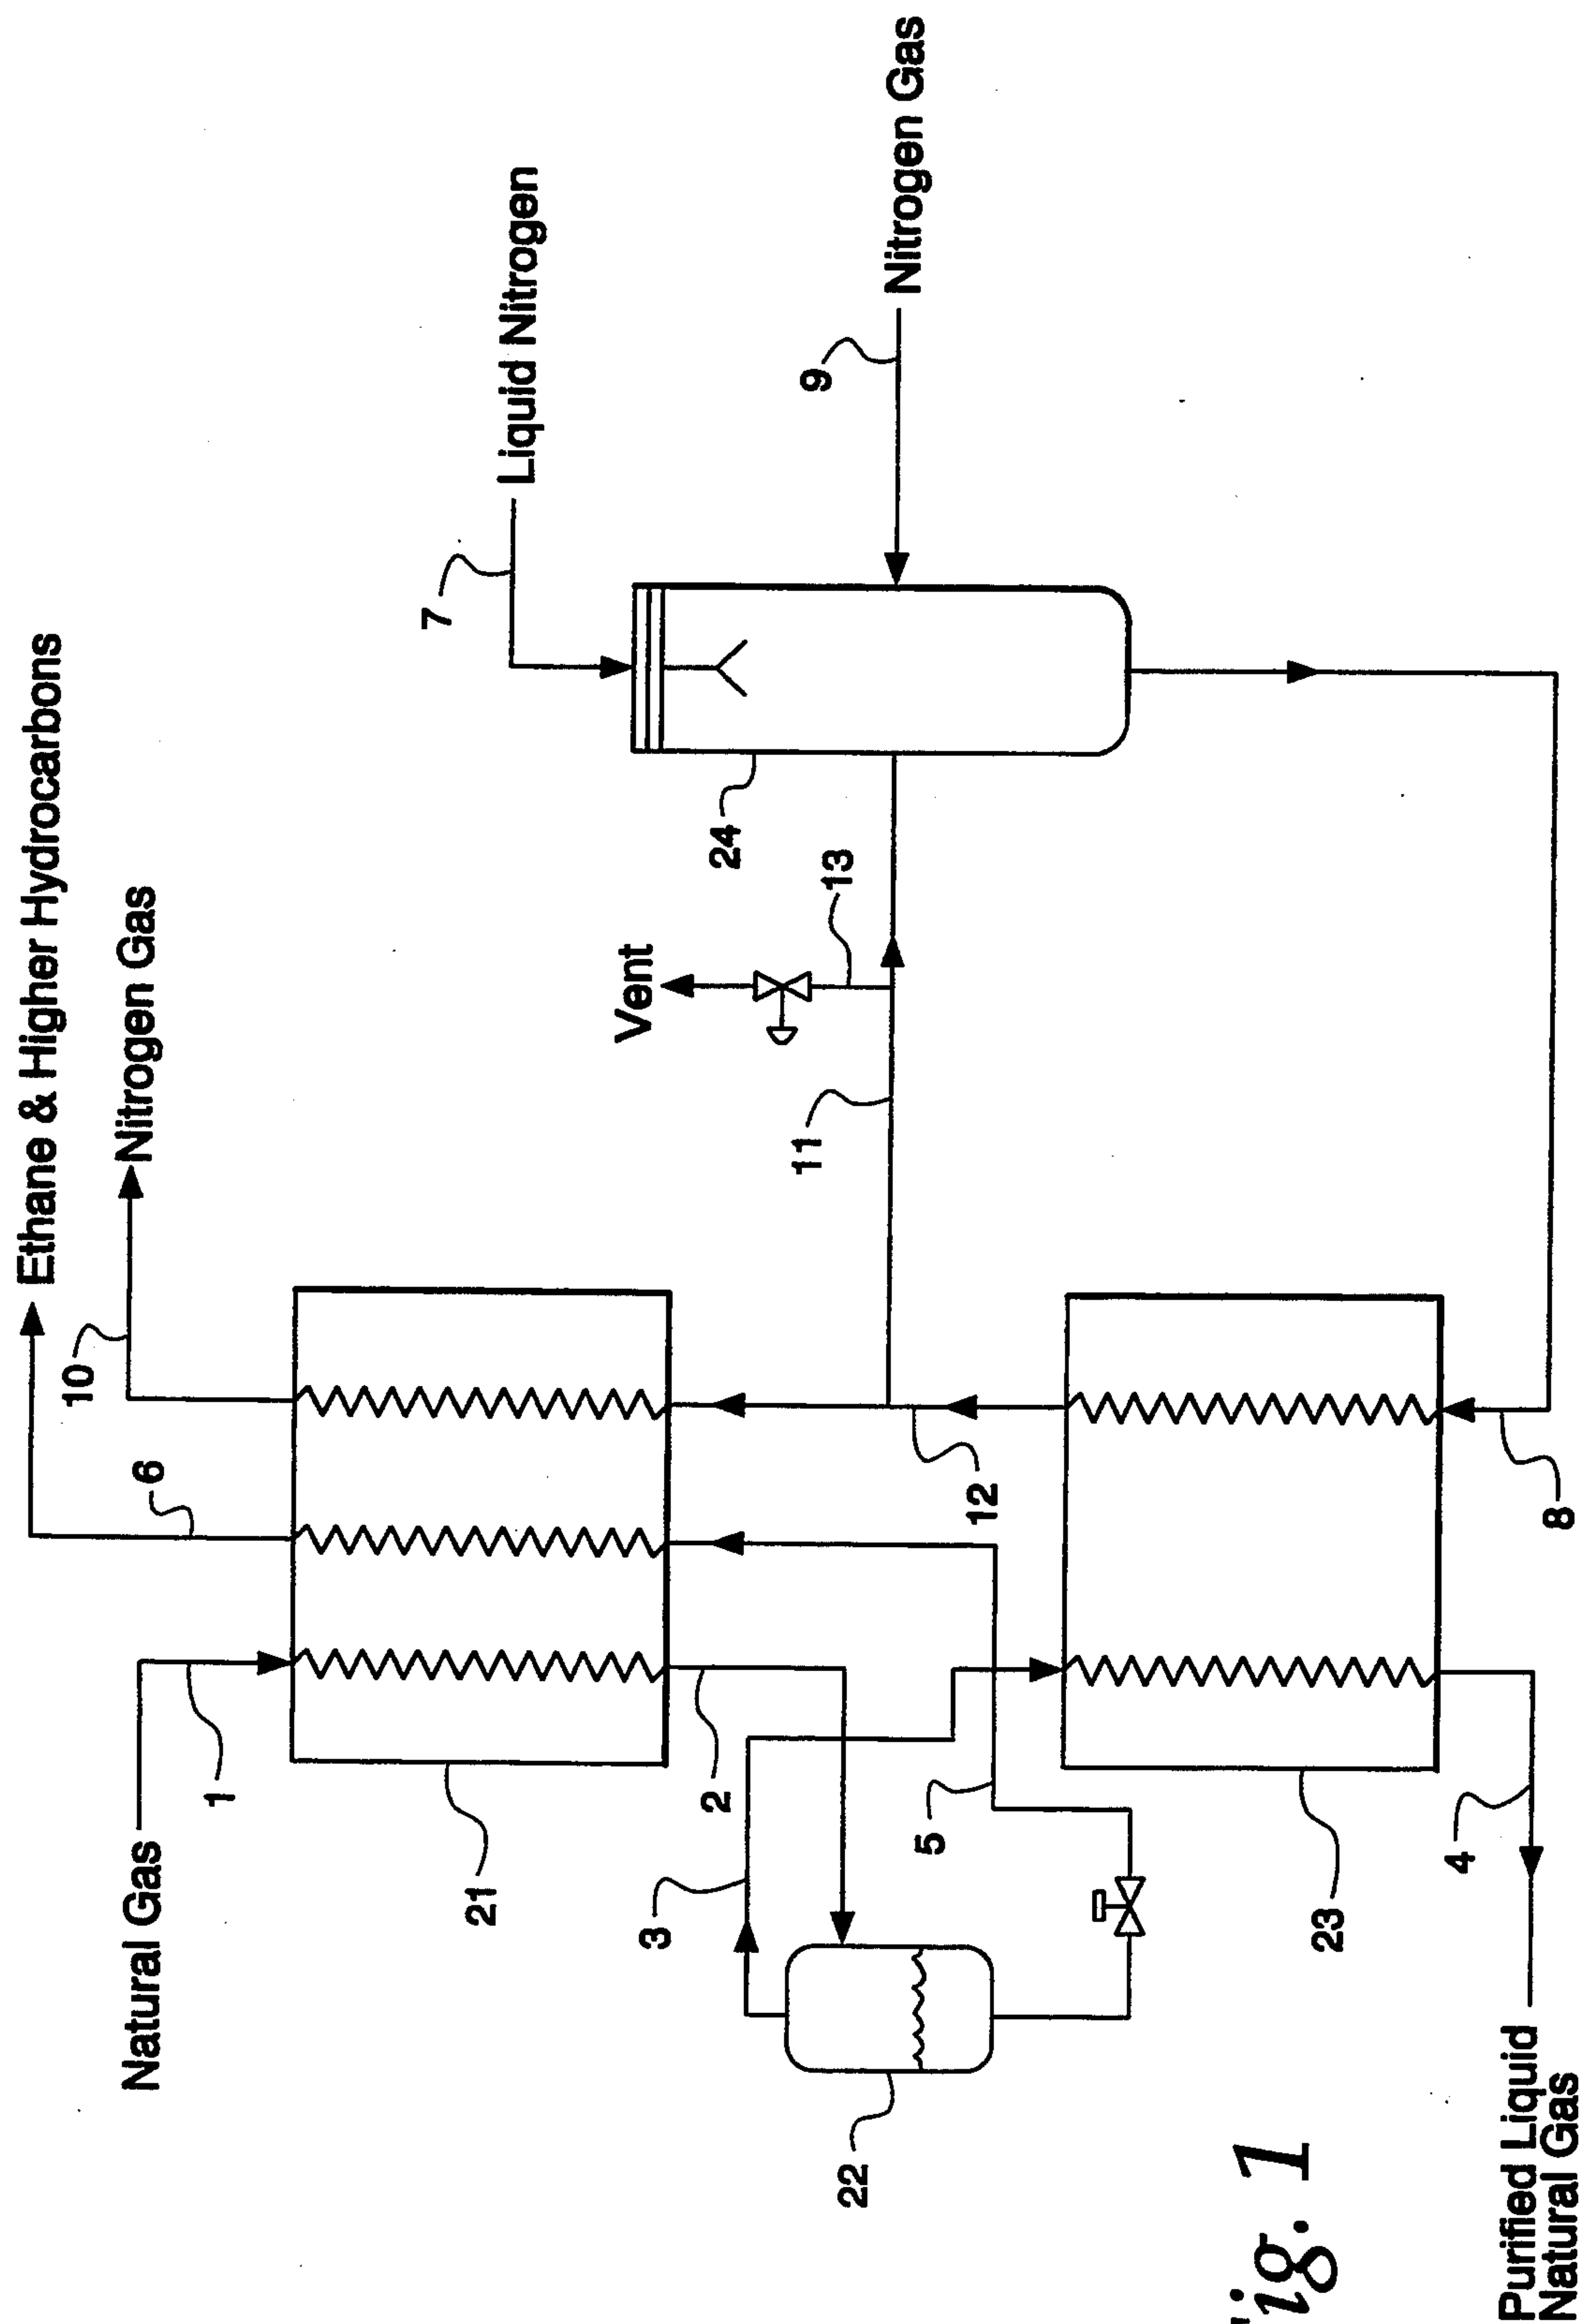 Ethane & Higher Hydrocarbons
Nitrogen Gas
10
6
Natural Gas
1
21
Liquid Nitrogen
7
Vent
13
24
Nitrogen Gas
9
11
12
2
3
5
22
23
8
4
Purified Liquid
Natural Gas
ig. 1